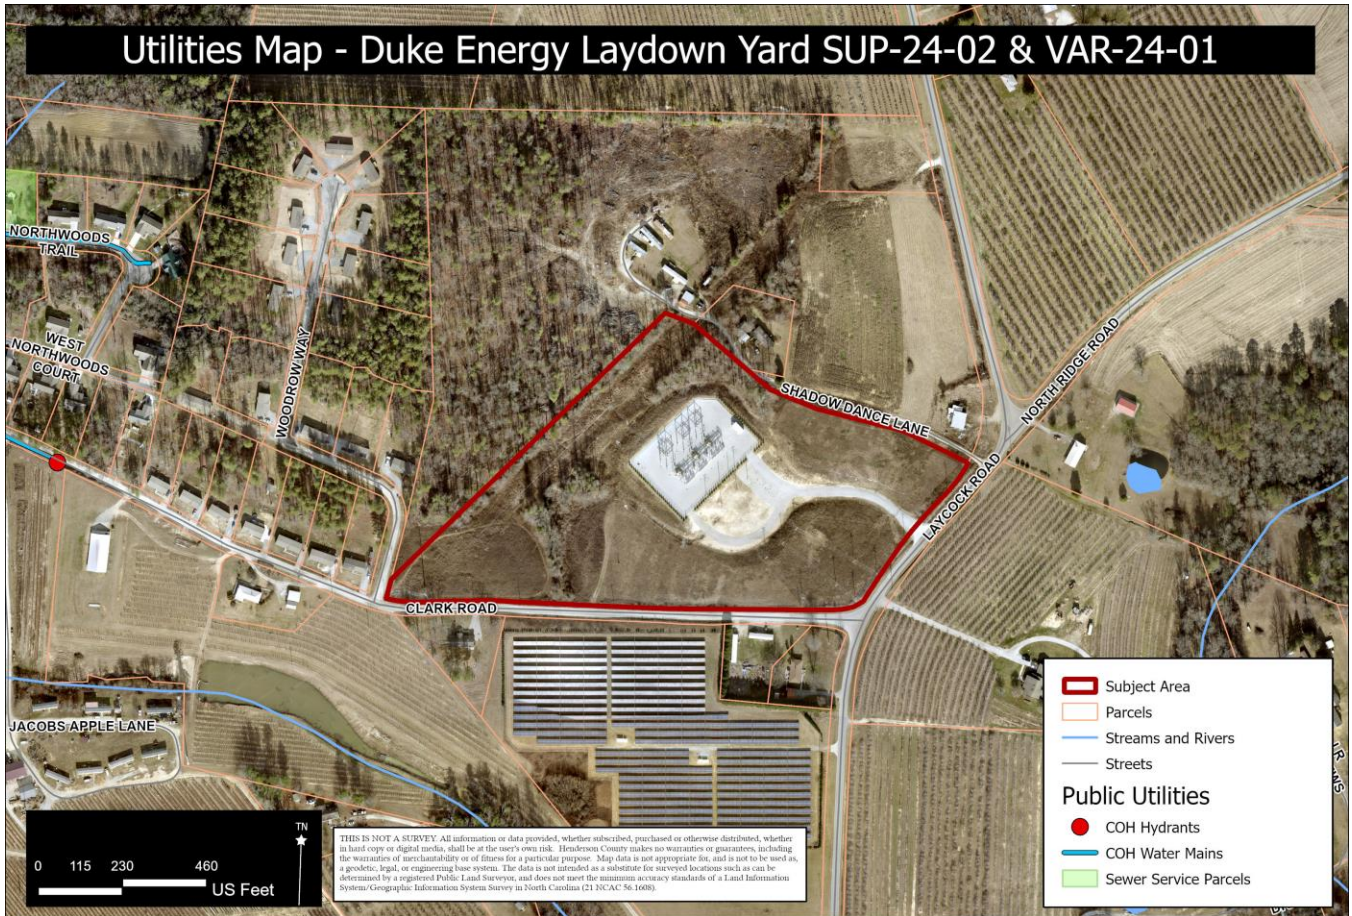 Utilities Map - Duke Energy Laydown Yard SUP-24-02 & VAR-24-01
NORTHWOODS
TRAIL
WEST
NORTHWOODS
COURT
WOODROW WAY
SHADOW DANCE LANE
NORTH RIDGE ROAD
LAYCOCK ROAD
CLARK ROAD
JACOBS APPLE LANE
Subject Area
Parcels
Streams and Rivers
Streets
Public Utilities
COH Hydrants
COH Water Mains
Sewer Service Parcels
TN
0 115 230 460
US Feet
THIS IS NOT A SURVEY. All information or data provided, whether subscribed, purchased or otherwise distributed, whether
in hard copy or digital media, shall be at the user's own risk. Henderson County makes no warranties or guarantees, including
the warranties of merchantability or of fitness for a particular purpose. Map data is not appropriate for, and is not to be used as,
a geodetic, legal, or engineering base system. The data is not intended as a substitute for surveyed locations such as can be
determined by a registered Public Land Surveyor, and does not meet the minimum accuracy standards of a Land Information
System/Geographic Information System Survey in North Carolina (21 NCAC 56.1608).